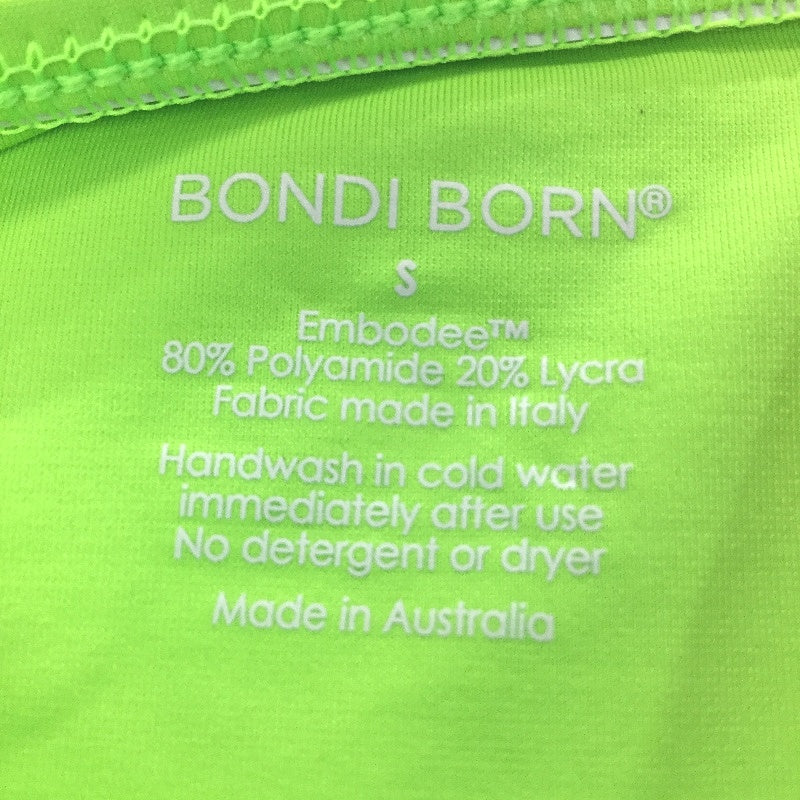 BONDI BORN®
S
Embodee™
80% Polyamide 20% Lycra
Fabric made in Italy
Handwash in cold water
immediately after use
No detergent or dryer
Made in Australia